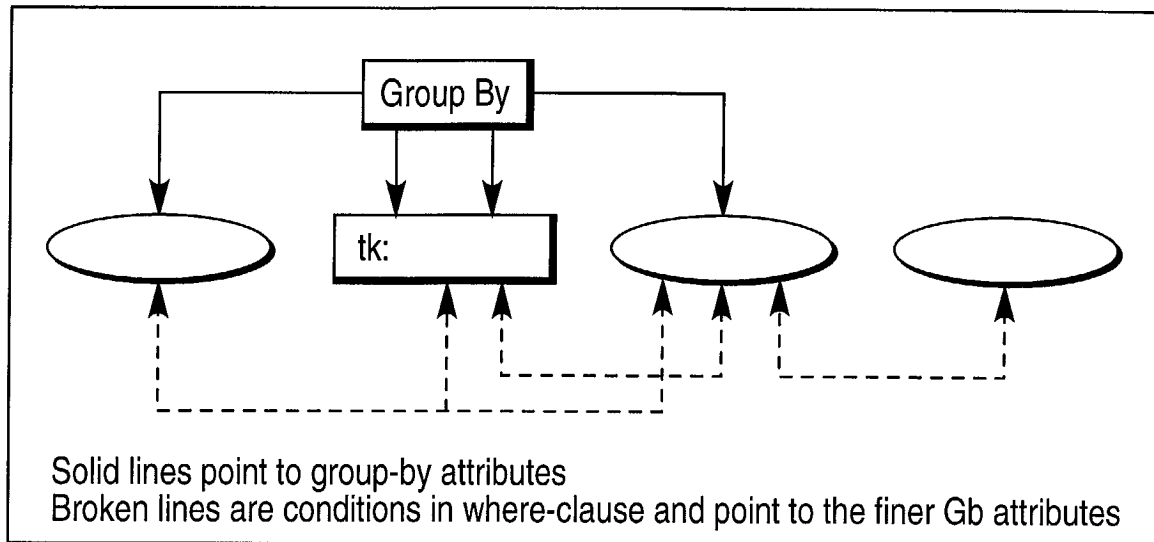 Group By
tk:
Solid lines point to group-by attributes
Broken lines are conditions in where-clause and point to the finer Gb attributes